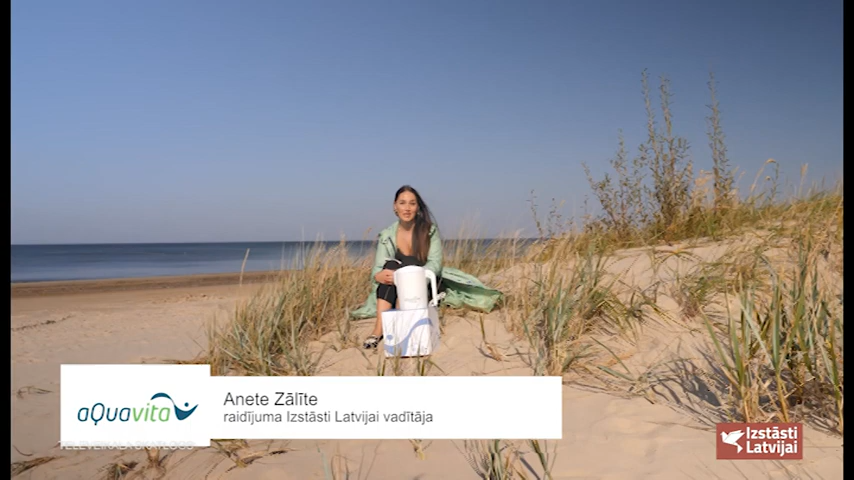 aQuavita
Anete Zālīte
raidījuma Izstāsti Latvijai vadītāja
Izstāsti
Latvijai